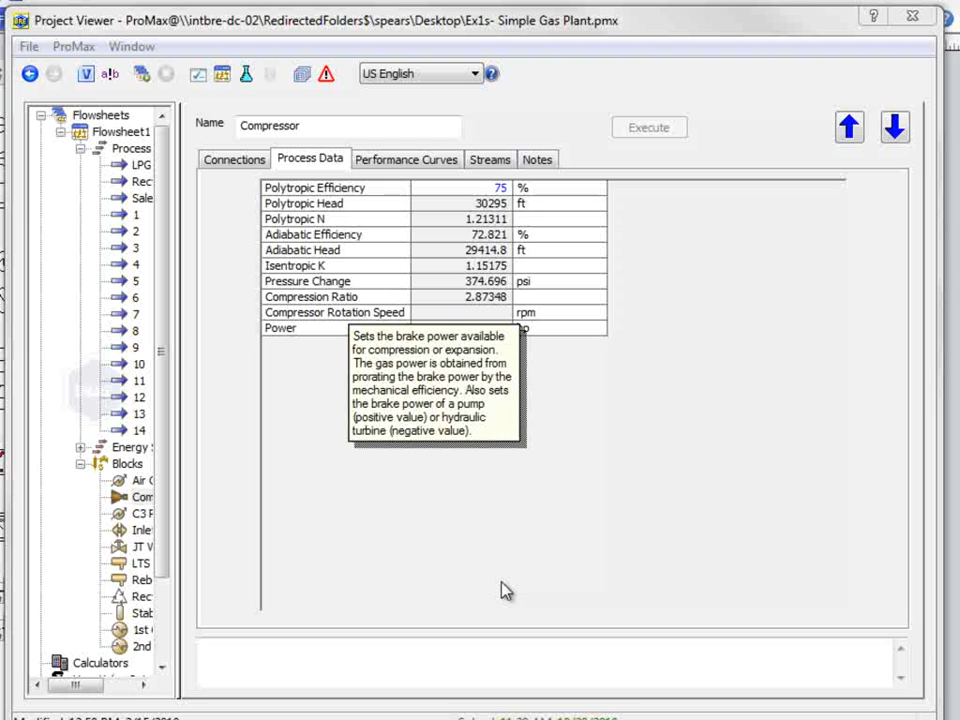 Project Viewer - ProMax@\\intbre-dc-02\RedirectedFolders$\spears\Desktop\Ex1s- Simple Gas Plant.pmx
File ProMax Window
V a!b US English
Name Compressor Execute
Connections Process Data Performance Curves Streams Notes
Flowsheets
Flowsheet1
Process
LPG
Rec
Sale
1
2
3
4
5
6
7
8
9
10
11
12
13
14
Energy
Blocks
Air C
Com
C3 P
Inle
JT V
LTS
Reb
Rec
Stab
1st
2nd
Calculators
Polytropic Efficiency 75 %
Polytropic Head 30295 ft
Polytropic N 1.21311
Adiabatic Efficiency 72.821 %
Adiabatic Head 29414.8 ft
Isentropic K 1.15175
Pressure Change 374.696 psi
Compression Ratio 2.87348
Compressor Rotation Speed rpm
Power
Sets the brake power available
for compression or expansion.
The gas power is obtained from
prorating the brake power by the
mechanical efficiency. Also sets
the brake power of a pump
(positive value) or hydraulic
turbine (negative value).